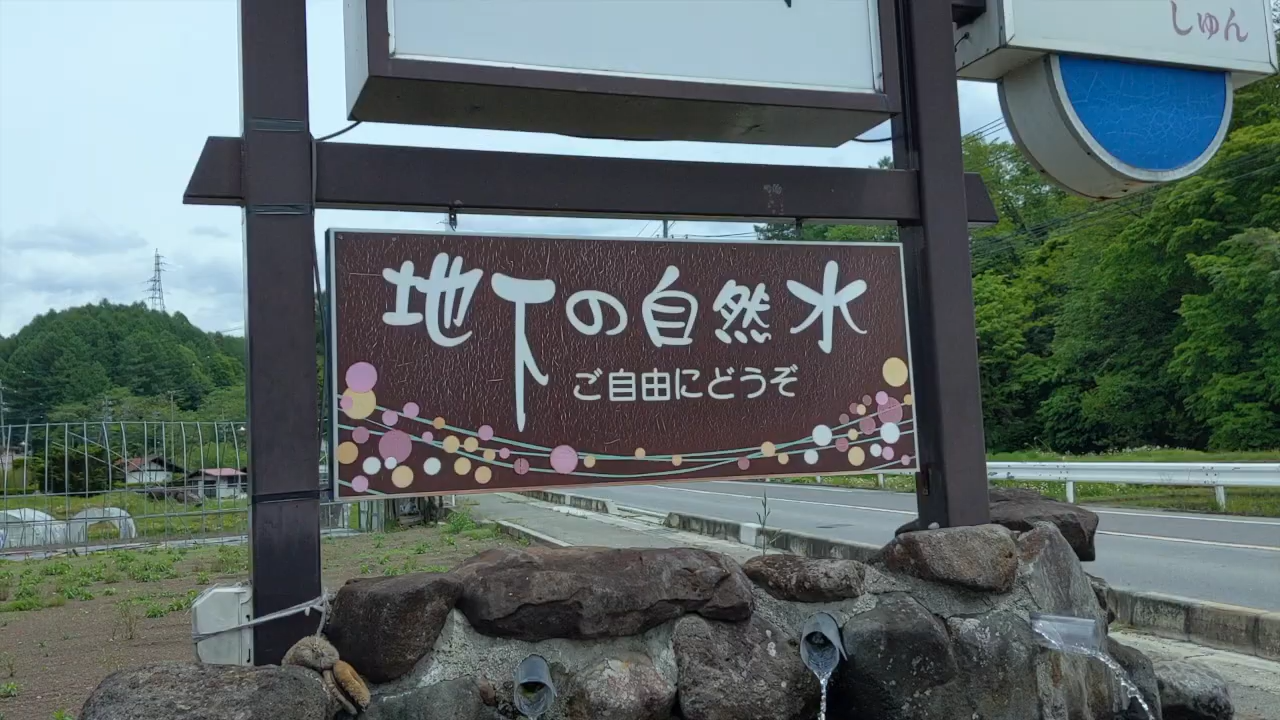 しゅん
地下の自然水
ご自由にどうぞ